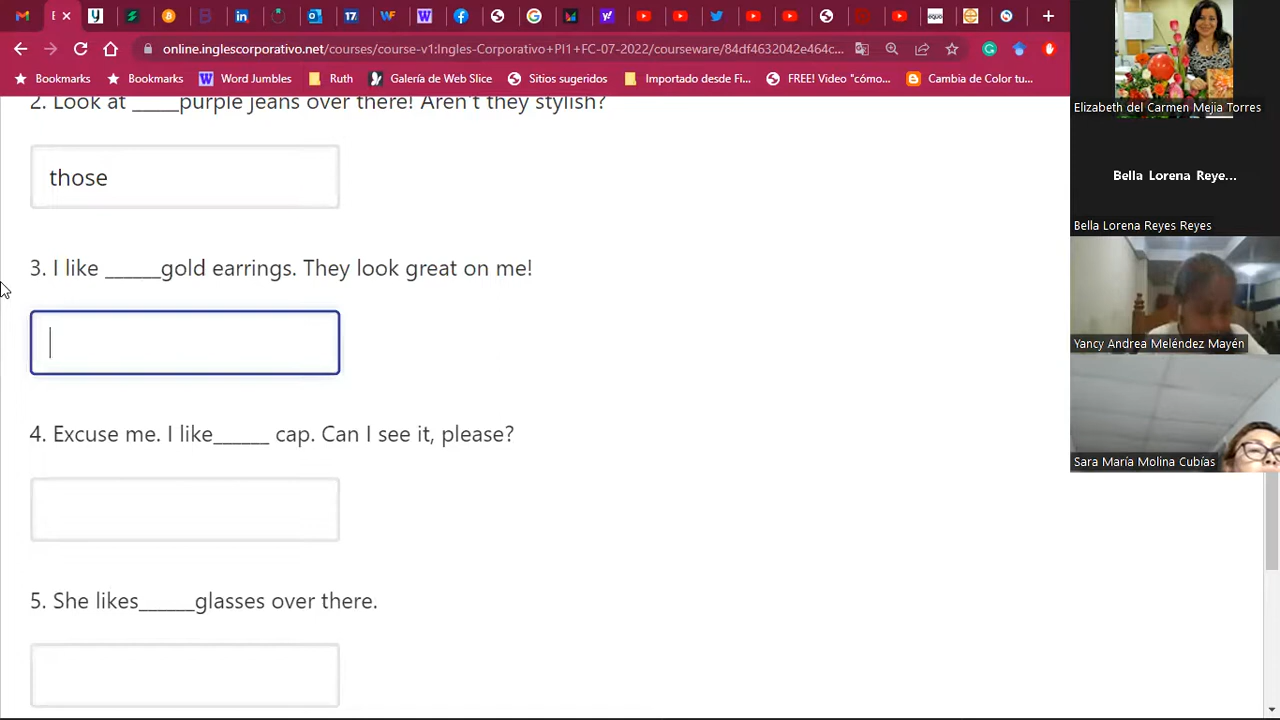 online.inglescorporativo.net/courses/course-v1:Ingles-Corporativo+PI1+FC-07-2022/courseware/84df4632042e464c...
Bookmarks Bookmarks Word Jumbles Ruth Galería de Web Slice Sitios sugeridos Importado desde Fi... FREE! Video "cómo... Cambia de Color tu...
2. Look at _____purple jeans over there! Aren't they stylish?
those
3. I like ______gold earrings. They look great on me!
4. Excuse me. I like______ cap. Can I see it, please?
5. She likes______glasses over there.
Elizabeth del Carmen Mejia Torres
Bella Lorena Reye...
Bella Lorena Reyes Reyes
Yancy Andrea Meléndez Mayén
Sara María Molina Cubías